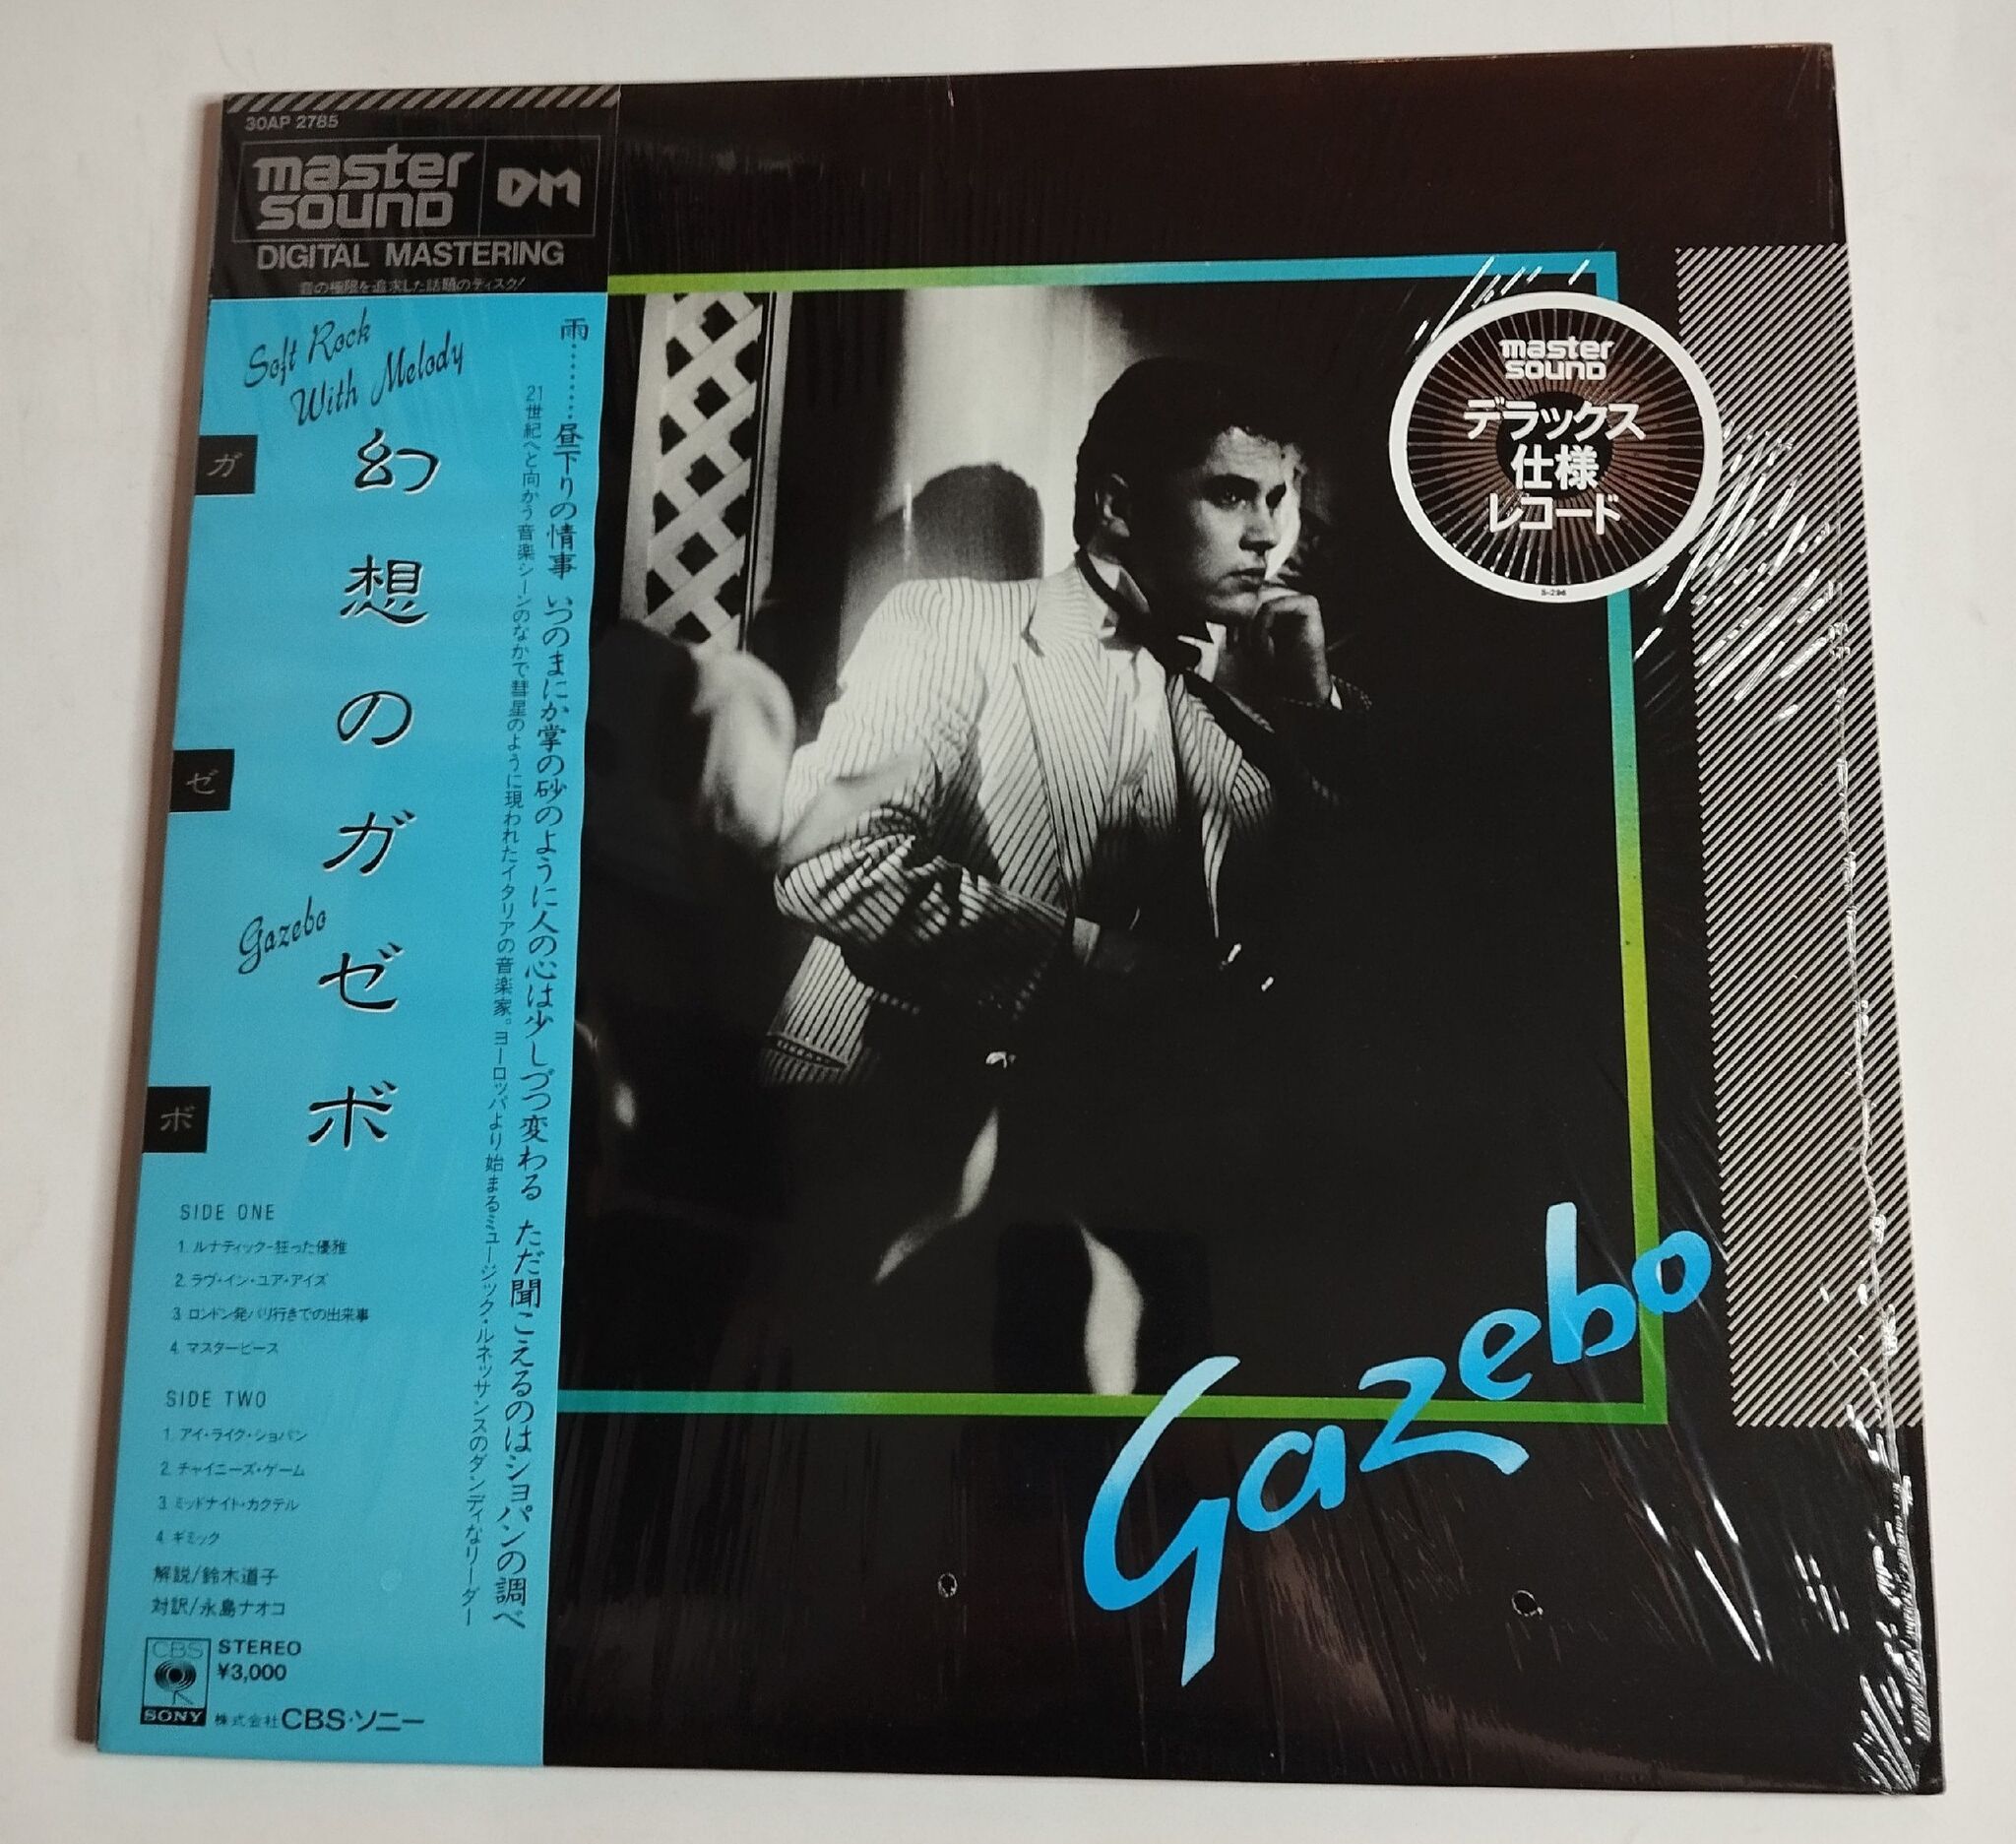 30AP 2785
master
sound
DM
DIGITAL MASTERING
音の極限を追求した話題のディスク!
Soft Rock
With Melody
幻想のガゼボ
Gazebo
ガ
ゼ
ボ
雨………昼下りの情事 いつのまにか掌の砂のように人の心は少しづつ変わる ただ聞こえるのはショパンの調べ
21世紀へと向かう音楽シーンのなかで彗星のように現われたイタリアの音楽家。ヨーロッパより始まるミュージック・ルネッサンスのダンディなリーダー
SIDE ONE
1. ルナティック-狂った優雅
2. ラヴ・イン・ユア・アイズ
3. ロンドン発パリ行きでの出来事
4. マスターピース
SIDE TWO
1. アイ・ライク・ショパン
2. チャイニーズ・ゲーム
3. ミッドナイト・カクテル
4. ギミック
解説/鈴木道子
対訳/永島ナオコ
CBS
SONY
STEREO
¥3,000
株式会社CBS・ソニー
master
sound
デラックス
仕様
レコード
S-296
Gazebo